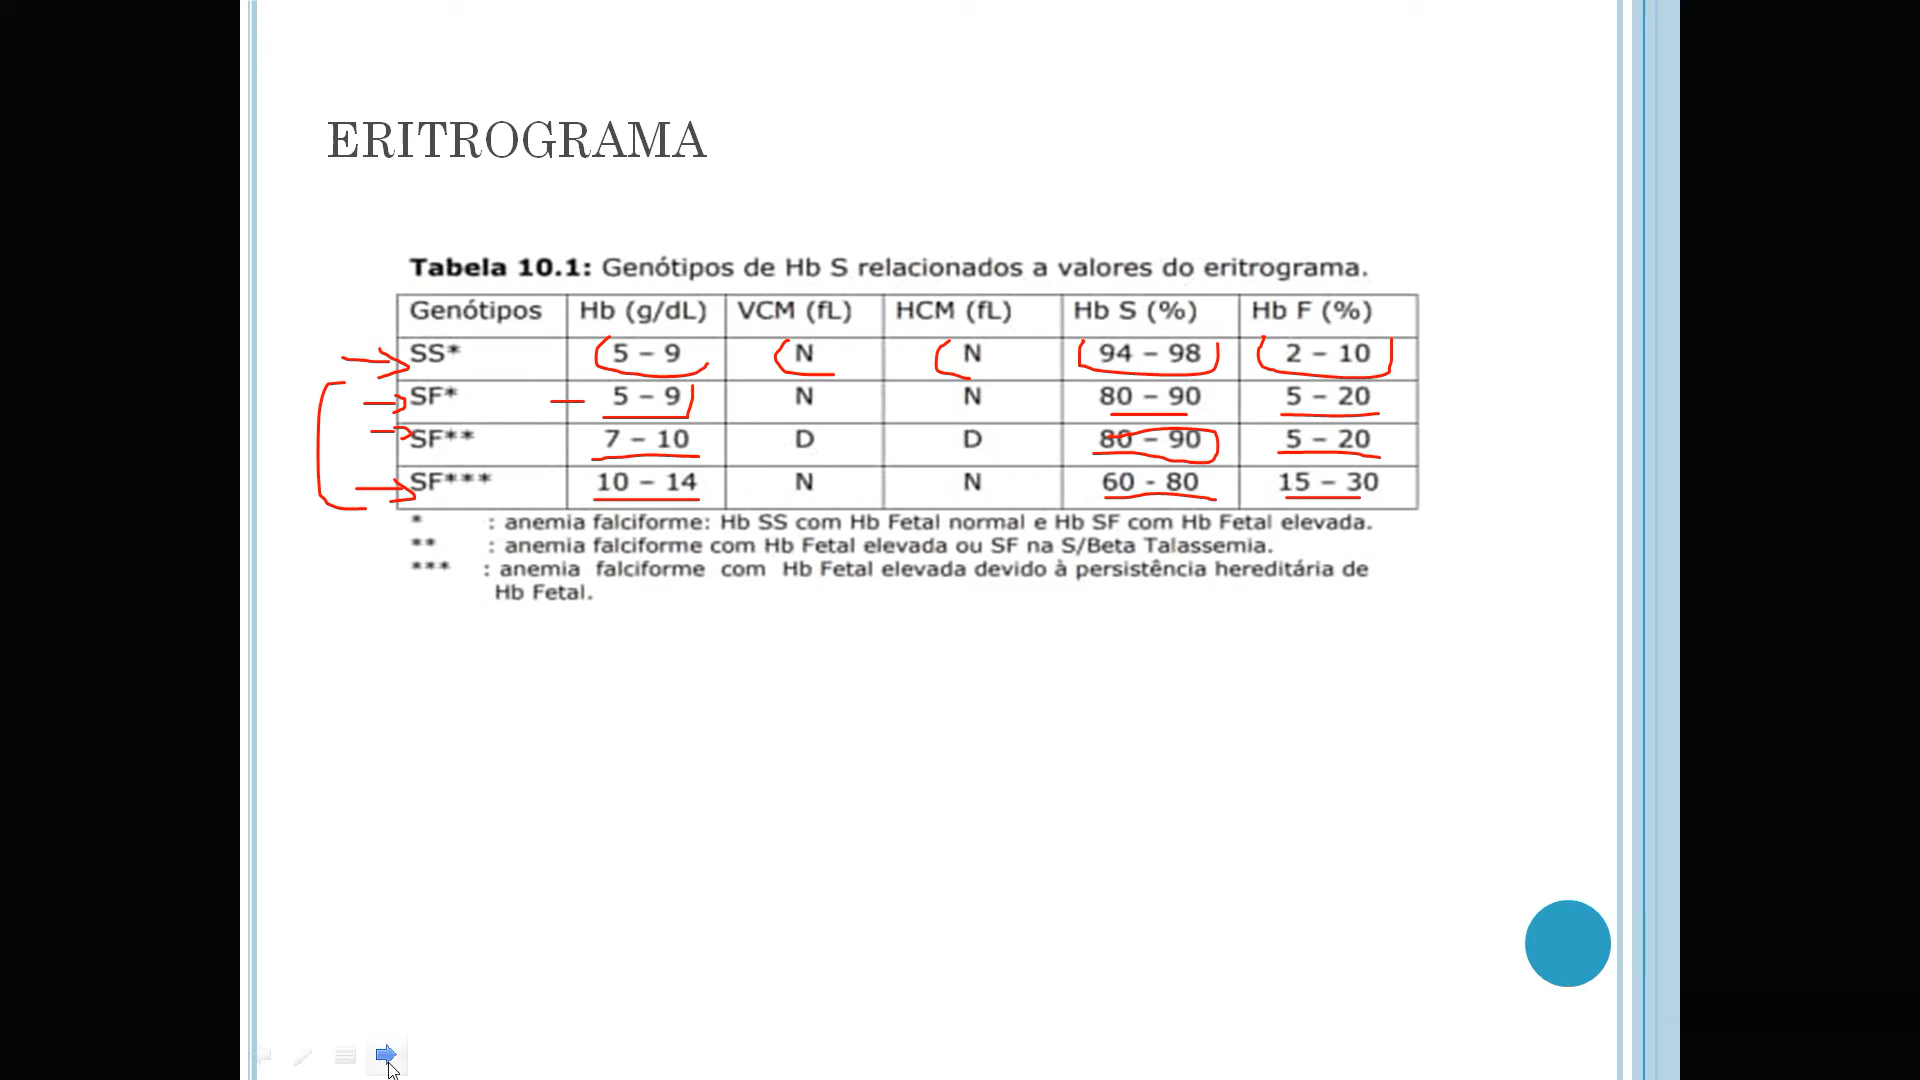 ERITROGRAMA
Tabela 10.1: Genótipos de Hb S relacionados a valores do eritrograma.
Genótipos Hb (g/dL) VCM (fL) HCM (fL) Hb S (%) Hb F (%)
SS* 5 – 9 N N 94 – 98 2 – 10
SF* 5 – 9 N N 80 – 90 5 – 20
SF** 7 – 10 D D 80 – 90 5 – 20
SF*** 10 – 14 N N 60 - 80 15 – 30
* : anemia falciforme: Hb SS com Hb Fetal normal e Hb SF com Hb Fetal elevada.
** : anemia falciforme com Hb Fetal elevada ou SF na S/Beta Talassemia.
*** : anemia falciforme com Hb Fetal elevada devido à persistência hereditária de
Hb Fetal.